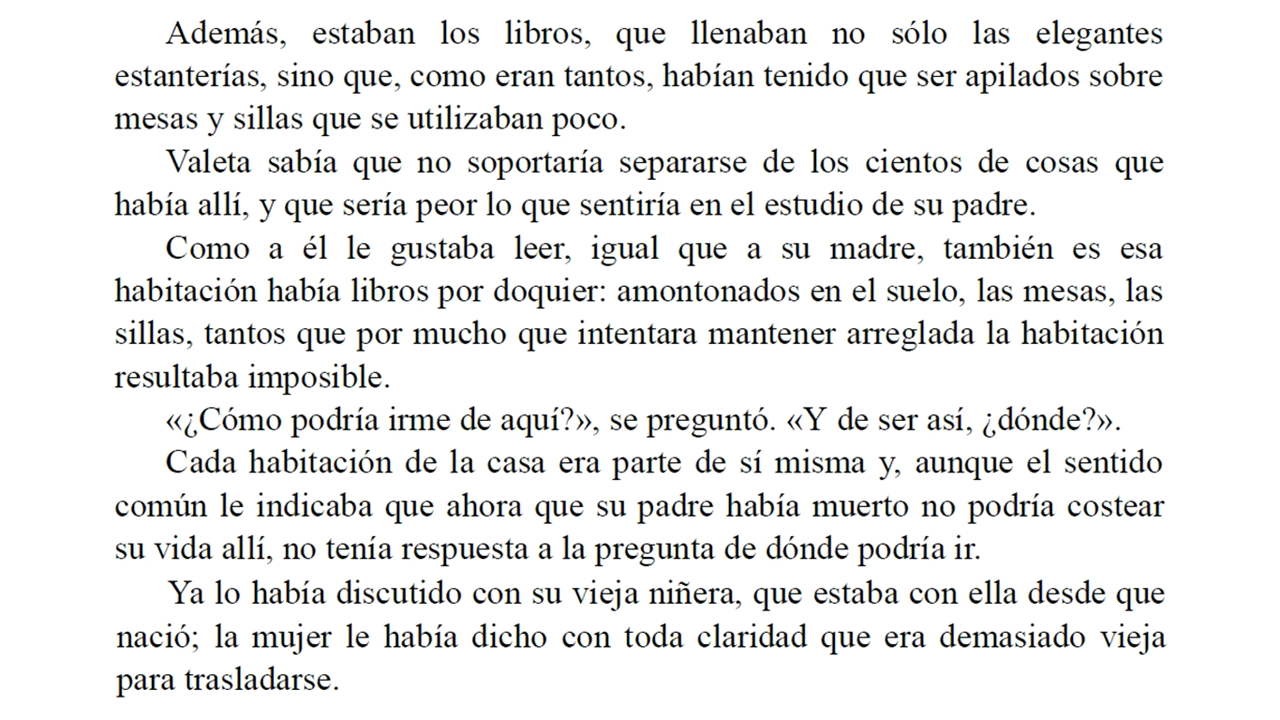 Además, estaban los libros, que llenaban no sólo las elegantes
estanterías, sino que, como eran tantos, habían tenido que ser apilados sobre
mesas y sillas que se utilizaban poco.
Valeta sabía que no soportaría separarse de los cientos de cosas que
había allí, y que sería peor lo que sentiría en el estudio de su padre.
Como a él le gustaba leer, igual que a su madre, también es esa
habitación había libros por doquier: amontonados en el suelo, las mesas, las
sillas, tantos que por mucho que intentara mantener arreglada la habitación
resultaba imposible.
«¿Cómo podría irme de aquí?», se preguntó. «Y de ser así, ¿dónde?».
Cada habitación de la casa era parte de sí misma y, aunque el sentido
común le indicaba que ahora que su padre había muerto no podría costear
su vida allí, no tenía respuesta a la pregunta de dónde podría ir.
Ya lo había discutido con su vieja niñera, que estaba con ella desde que
nació; la mujer le había dicho con toda claridad que era demasiado vieja
para trasladarse.